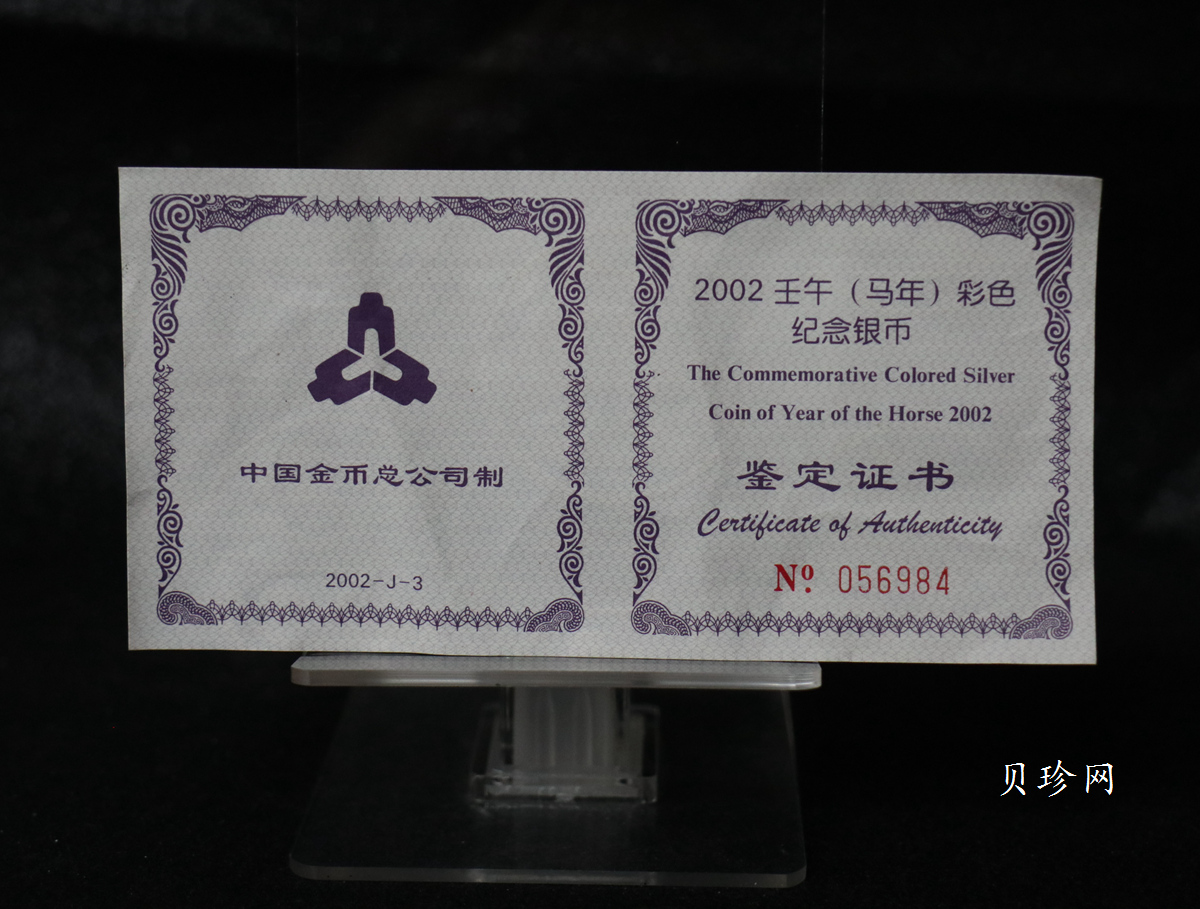 中国金币总公司制
2002-J-3
2002 壬午（马年）彩色
纪念银币
The Commemorative Colored Silver
Coin of Year of the Horse 2002
鉴定证书
Certificate of Authenticity
Nº. 056984
贝珍网